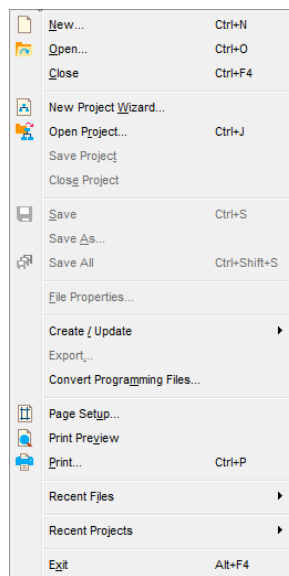 New... Ctrl+N
Open... Ctrl+O
Close Ctrl+F4
New Project Wizard...
Open Project... Ctrl+J
Save Project
Close Project
Save Ctrl+S
Save As...
Save All Ctrl+Shift+S
File Properties...
Create / Update
Export...
Convert Programming Files...
Page Setup...
Print Preview
Print... Ctrl+P
Recent Files
Recent Projects
Exit Alt+F4